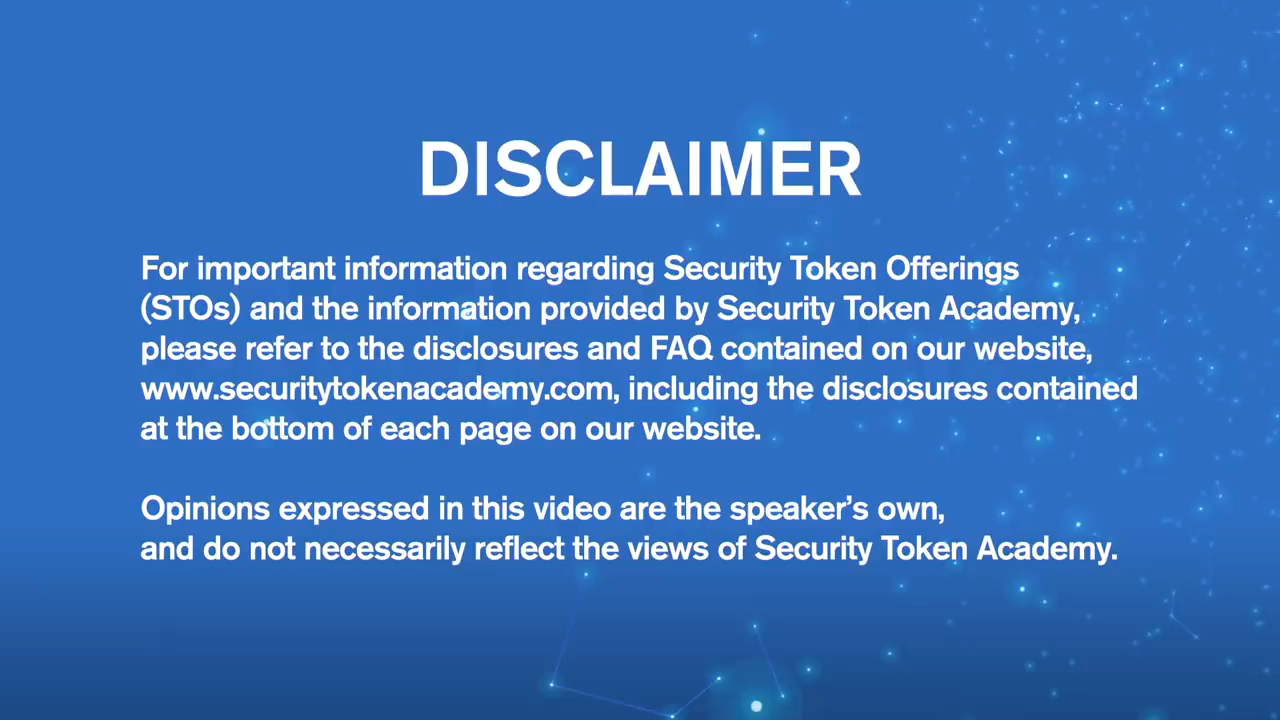 DISCLAIMER
For important information regarding Security Token Offerings
(STOs) and the information provided by Security Token Academy,
please refer to the disclosures and FAQ contained on our website,
www.securitytokenacademy.com, including the disclosures contained
at the bottom of each page on our website.
Opinions expressed in this video are the speaker’s own,
and do not necessarily reflect the views of Security Token Academy.